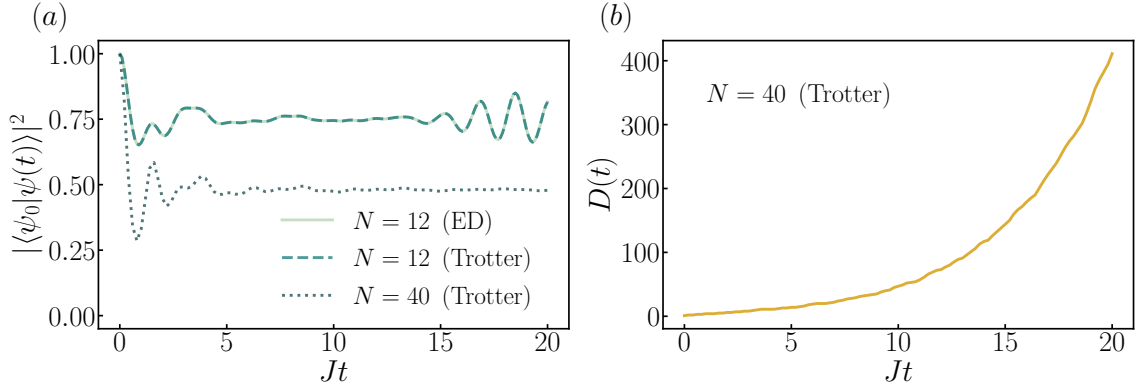 (a)
|⟨ψ₀|ψ(t)⟩|²
1.00
0.75
0.50
0.25
0.00
N = 12 (ED)
N = 12 (Trotter)
N = 40 (Trotter)
0 5 10 15 20
Jt
(b)
D(t)
400
300
200
100
0
N = 40 (Trotter)
0 5 10 15 20
Jt